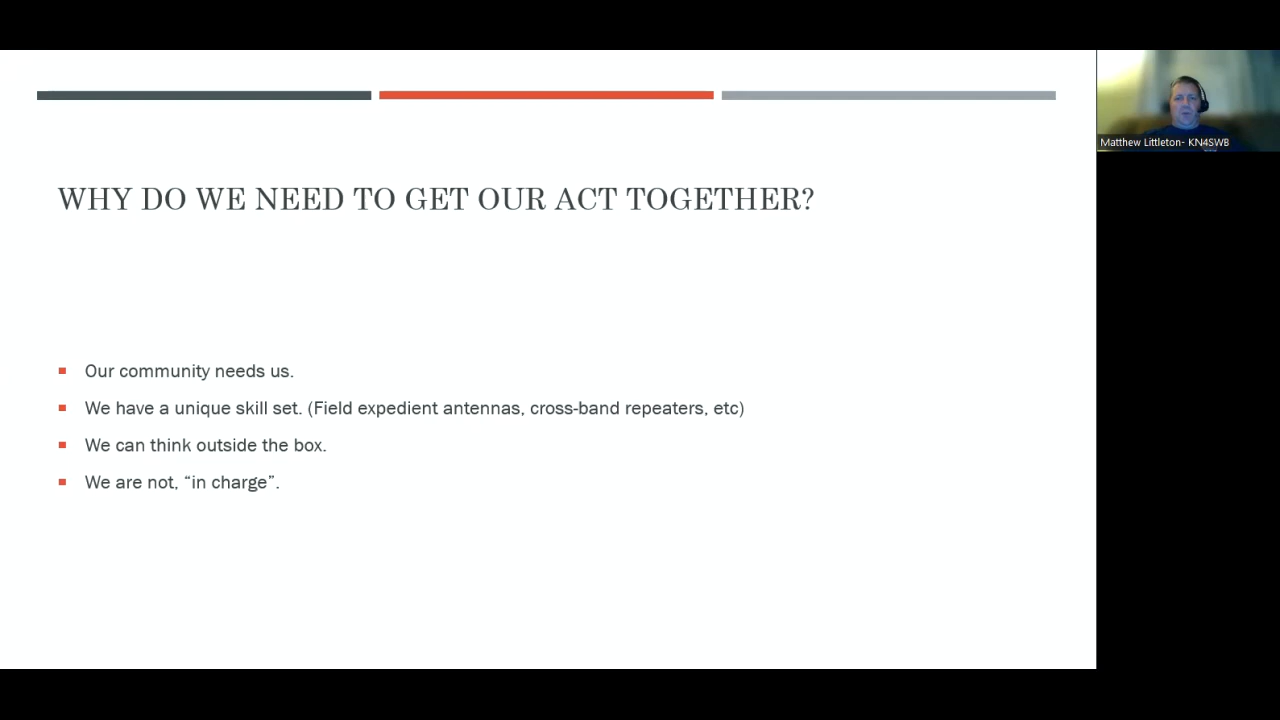 WHY DO WE NEED TO GET OUR ACT TOGETHER?
Our community needs us.
We have a unique skill set. (Field expedient antennas, cross-band repeaters, etc)
We can think outside the box.
We are not, “in charge”.
Matthew Littleton- KN4SWB